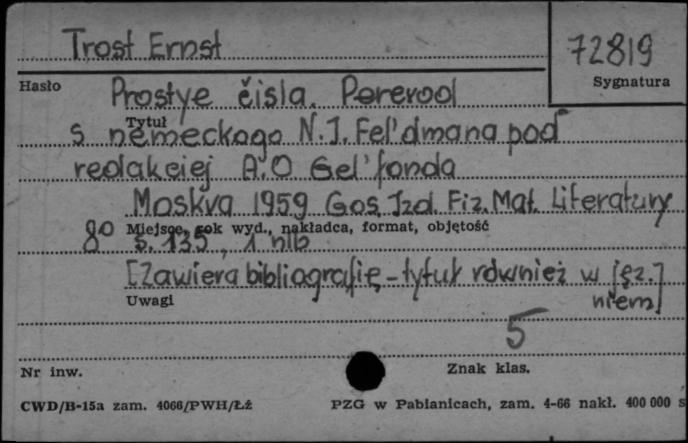 Trost Ernst
72819
Hasło
Sygnatura
Prostye čisla. Perevod
Tytuł
s nemeckogo N.I. Fel'dmana pod
redakciej A.O Gel'fonda
Moskva 1959 Gos. Izd. Fiz. Mat. Literatury
Miejsce, rok wyd., nakładca, format, objętość
8° s. 135, 1 nlb
[Zawiera bibliografię - tytuł również w jęz.
niem]
Uwagi
5
Nr inw.
Znak klas.
CWD/B-15a zam. 4066/PWH/Łż
PZG w Pabianicach, zam. 4-66 nakł. 400 000 s